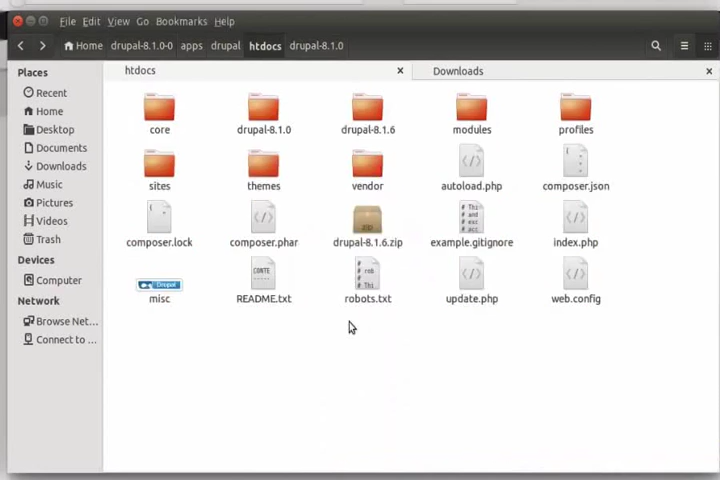 File Edit View Go Bookmarks Help
Home drupal-8.1.0-0 apps drupal htdocs drupal-8.1.0
Places
Recent
Home
Desktop
Documents
Downloads
Music
Pictures
Videos
Trash
Devices
Computer
Network
Browse Net...
Connect to ...
htdocs Downloads
core drupal-8.1.0 drupal-8.1.6 modules profiles
sites themes vendor autoload.php composer.json
composer.lock composer.phar drupal-8.1.6.zip example.gitignore index.php
misc README.txt robots.txt update.php web.config